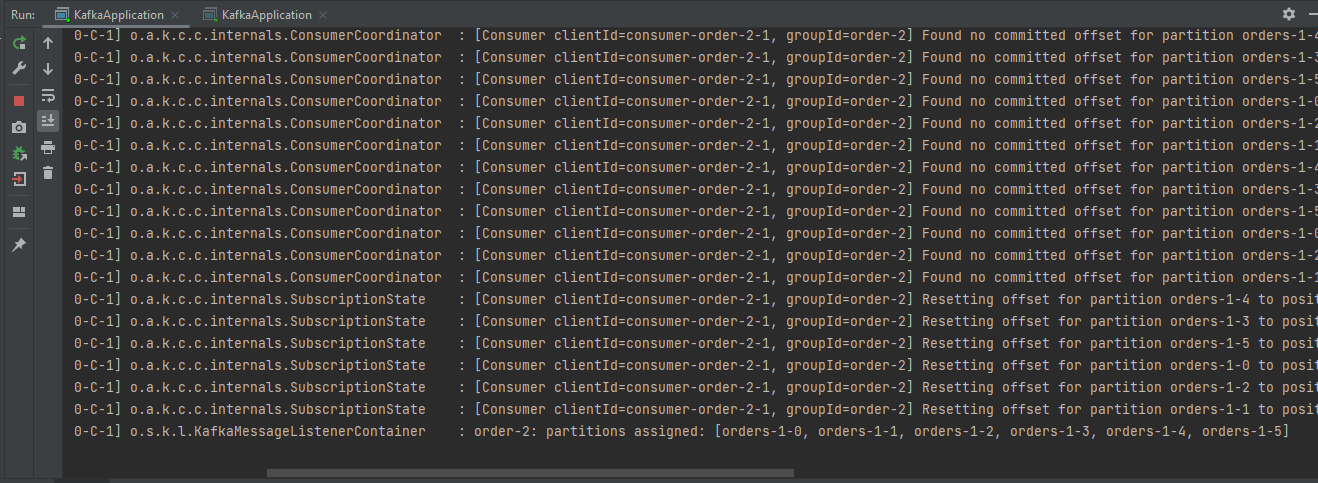 Run: KafkaApplication KafkaApplication
0-C-1] o.a.k.c.c.internals.ConsumerCoordinator : [Consumer clientId=consumer-order-2-1, groupId=order-2] Found no committed offset for partition orders-1-4
0-C-1] o.a.k.c.c.internals.ConsumerCoordinator : [Consumer clientId=consumer-order-2-1, groupId=order-2] Found no committed offset for partition orders-1-3
0-C-1] o.a.k.c.c.internals.ConsumerCoordinator : [Consumer clientId=consumer-order-2-1, groupId=order-2] Found no committed offset for partition orders-1-5
0-C-1] o.a.k.c.c.internals.ConsumerCoordinator : [Consumer clientId=consumer-order-2-1, groupId=order-2] Found no committed offset for partition orders-1-0
0-C-1] o.a.k.c.c.internals.ConsumerCoordinator : [Consumer clientId=consumer-order-2-1, groupId=order-2] Found no committed offset for partition orders-1-2
0-C-1] o.a.k.c.c.internals.ConsumerCoordinator : [Consumer clientId=consumer-order-2-1, groupId=order-2] Found no committed offset for partition orders-1-1
0-C-1] o.a.k.c.c.internals.ConsumerCoordinator : [Consumer clientId=consumer-order-2-1, groupId=order-2] Found no committed offset for partition orders-1-4
0-C-1] o.a.k.c.c.internals.ConsumerCoordinator : [Consumer clientId=consumer-order-2-1, groupId=order-2] Found no committed offset for partition orders-1-3
0-C-1] o.a.k.c.c.internals.ConsumerCoordinator : [Consumer clientId=consumer-order-2-1, groupId=order-2] Found no committed offset for partition orders-1-5
0-C-1] o.a.k.c.c.internals.ConsumerCoordinator : [Consumer clientId=consumer-order-2-1, groupId=order-2] Found no committed offset for partition orders-1-0
0-C-1] o.a.k.c.c.internals.ConsumerCoordinator : [Consumer clientId=consumer-order-2-1, groupId=order-2] Found no committed offset for partition orders-1-2
0-C-1] o.a.k.c.c.internals.ConsumerCoordinator : [Consumer clientId=consumer-order-2-1, groupId=order-2] Found no committed offset for partition orders-1-1
0-C-1] o.a.k.c.c.internals.SubscriptionState : [Consumer clientId=consumer-order-2-1, groupId=order-2] Resetting offset for partition orders-1-4 to posit
0-C-1] o.a.k.c.c.internals.SubscriptionState : [Consumer clientId=consumer-order-2-1, groupId=order-2] Resetting offset for partition orders-1-3 to posit
0-C-1] o.a.k.c.c.internals.SubscriptionState : [Consumer clientId=consumer-order-2-1, groupId=order-2] Resetting offset for partition orders-1-5 to posit
0-C-1] o.a.k.c.c.internals.SubscriptionState : [Consumer clientId=consumer-order-2-1, groupId=order-2] Resetting offset for partition orders-1-0 to posit
0-C-1] o.a.k.c.c.internals.SubscriptionState : [Consumer clientId=consumer-order-2-1, groupId=order-2] Resetting offset for partition orders-1-2 to posit
0-C-1] o.a.k.c.c.internals.SubscriptionState : [Consumer clientId=consumer-order-2-1, groupId=order-2] Resetting offset for partition orders-1-1 to posit
0-C-1] o.s.k.l.KafkaMessageListenerContainer : order-2: partitions assigned: [orders-1-0, orders-1-1, orders-1-2, orders-1-3, orders-1-4, orders-1-5]